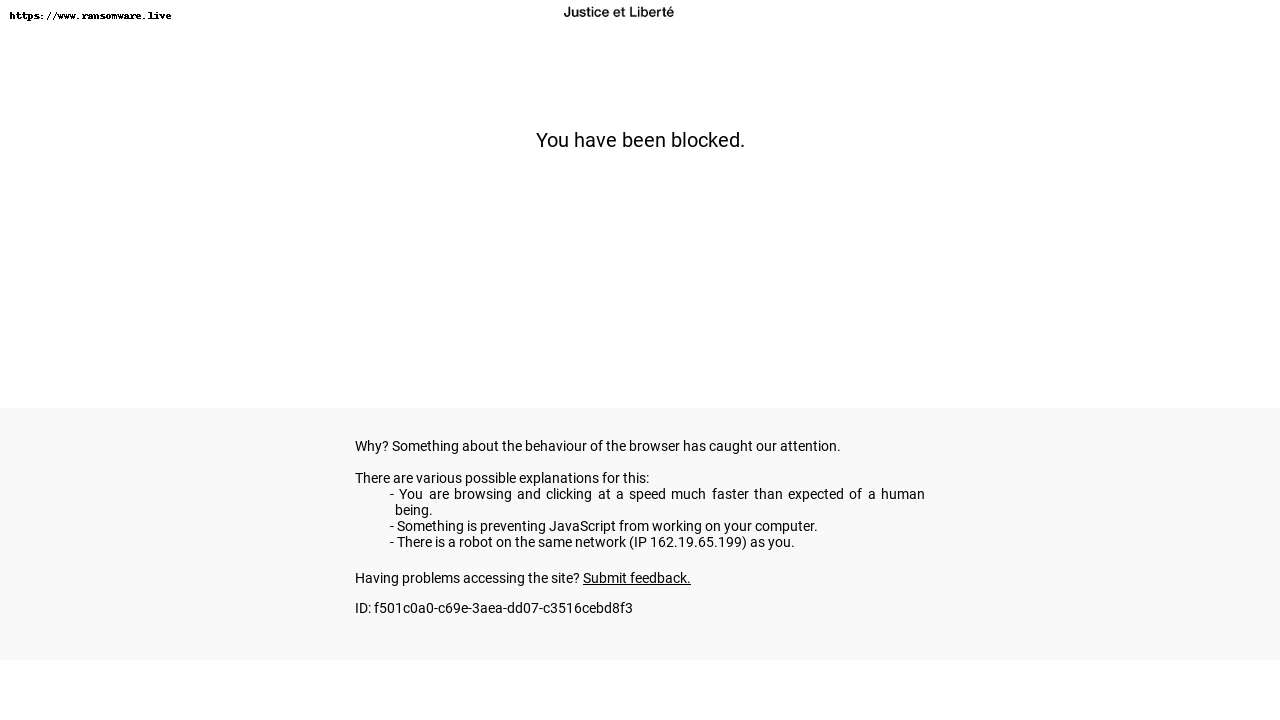 https://www.ransomware.live
Justice et Liberté
You have been blocked.
Why? Something about the behaviour of the browser has caught our attention.
There are various possible explanations for this:
- You are browsing and clicking at a speed much faster than expected of a human
being.
- Something is preventing JavaScript from working on your computer.
- There is a robot on the same network (IP 162.19.65.199) as you.
Having problems accessing the site? Submit feedback.
ID: f501c0a0-c69e-3aea-dd07-c3516cebd8f3